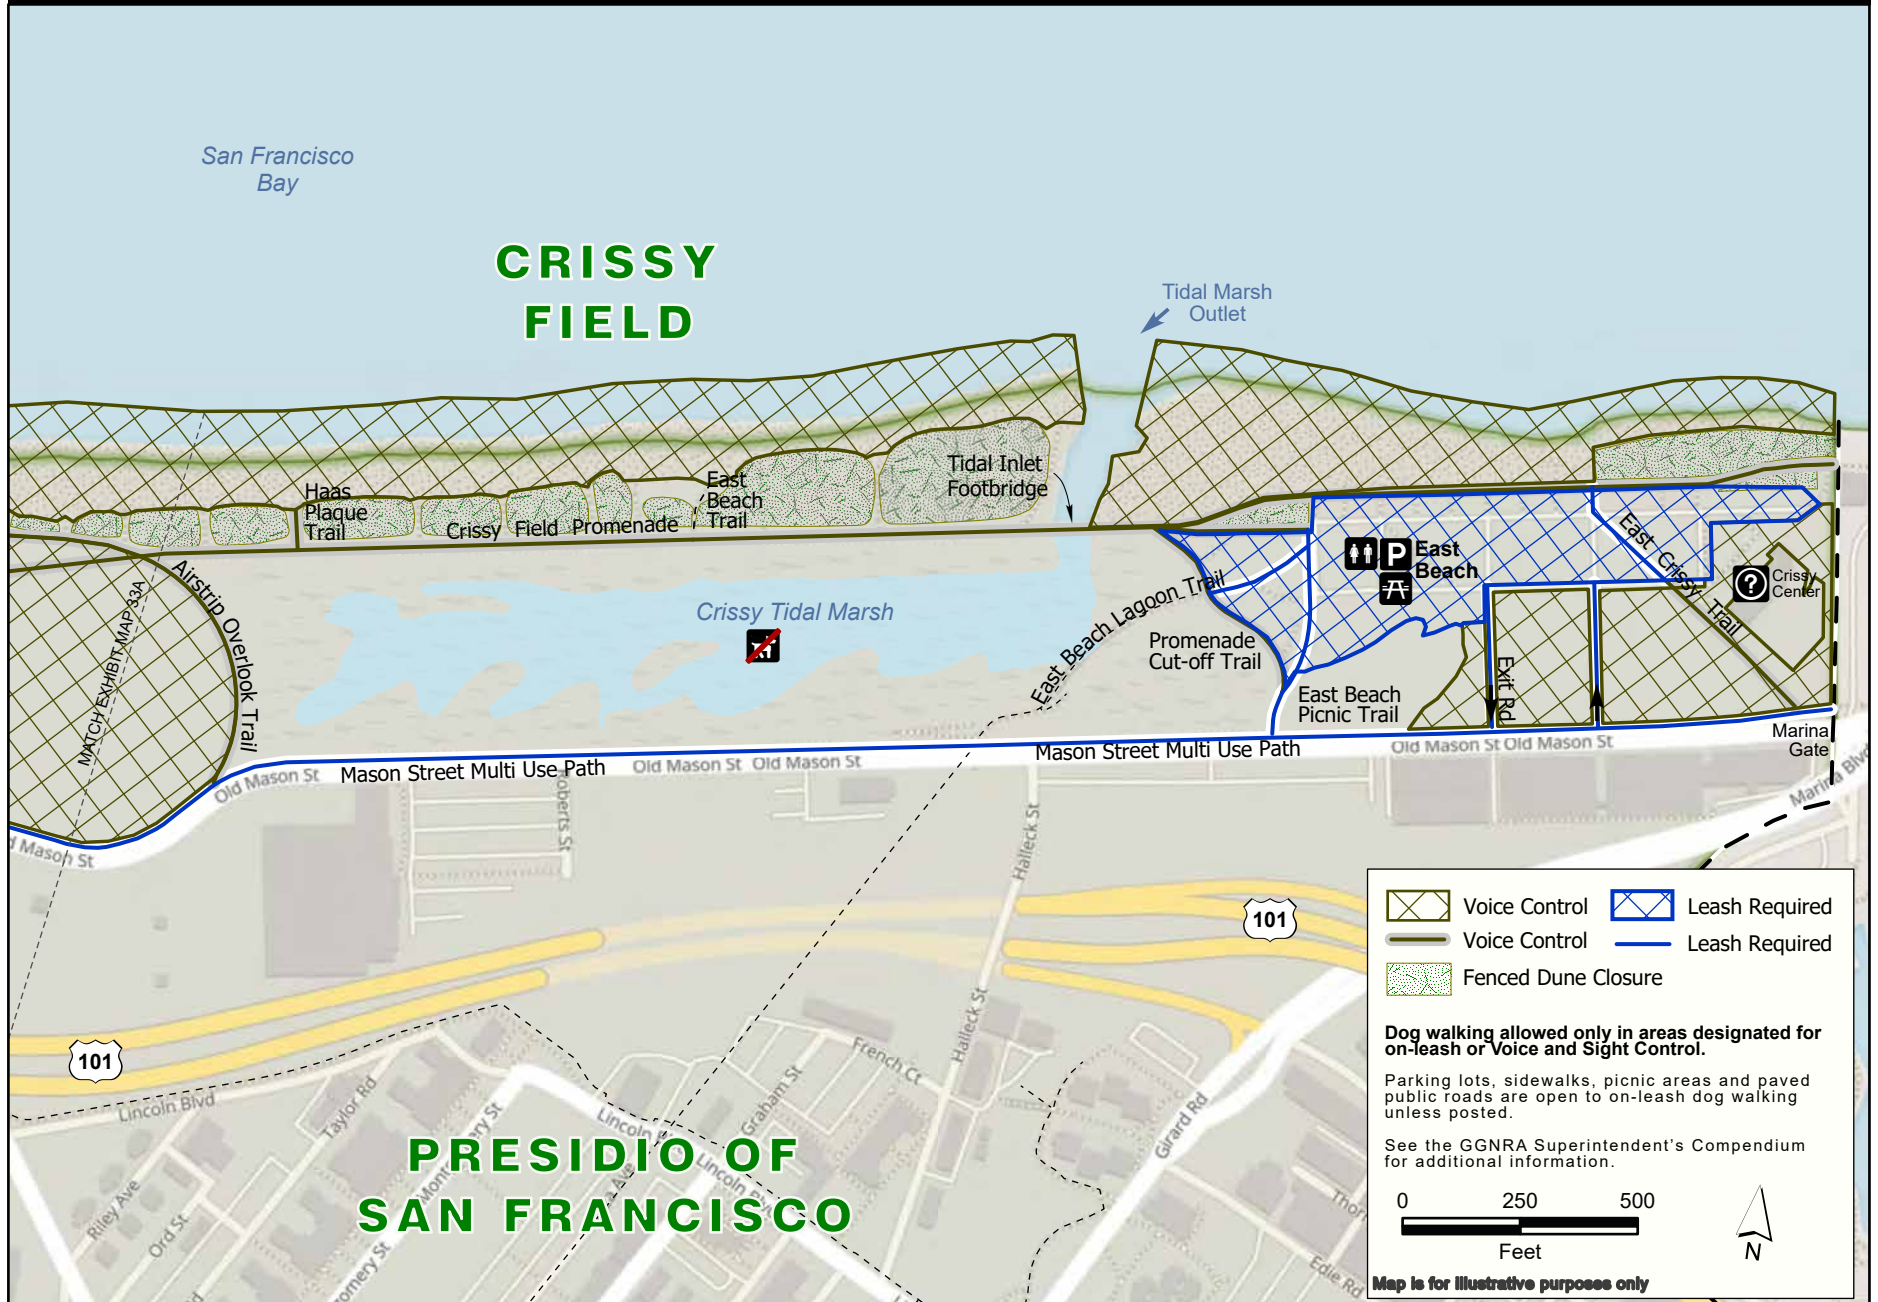 San Francisco
Bay
CRISSY
FIELD
Tidal Marsh
Outlet
Haas
Plaque
Trail
Crissy Field Promenade
East
Beach
Trail
Tidal Inlet
Footbridge
MATCH EXHIBIT MAP 33A
Airstrip Overlook Trail
Crissy Tidal Marsh
East Beach Lagoon Trail
Promenade
Cut-off Trail
East Beach
Picnic Trail
P
East
Beach
East Crissy Trail
?
Crissy
Center
Exit Rd
Marina
Gate
Marina Blvd
Old Mason St
Mason Street Multi Use Path
Old Mason St Old Mason St
Mason Street Multi Use Path
Old Mason St Old Mason St
d Mason St
Roberts St
Halleck St
Halleck St
101
101
Lincoln Blvd
Taylor Rd
French Ct
Graham St
Girard Rd
Lincoln Bl
Lincoln Blv
Montgomery St
omery St
Riley Ave
Ord St
a Ave
Thor
Edie Rd
PRESIDIO OF
SAN FRANCISCO
Voice Control
Leash Required
Voice Control
Leash Required
Fenced Dune Closure
Dog walking allowed only in areas designated for
on-leash or Voice and Sight Control.
Parking lots, sidewalks, picnic areas and paved
public roads are open to on-leash dog walking
unless posted.
See the GGNRA Superintendent's Compendium
for additional information.
0 250 500
Feet
N
Map is for illustrative purposes only